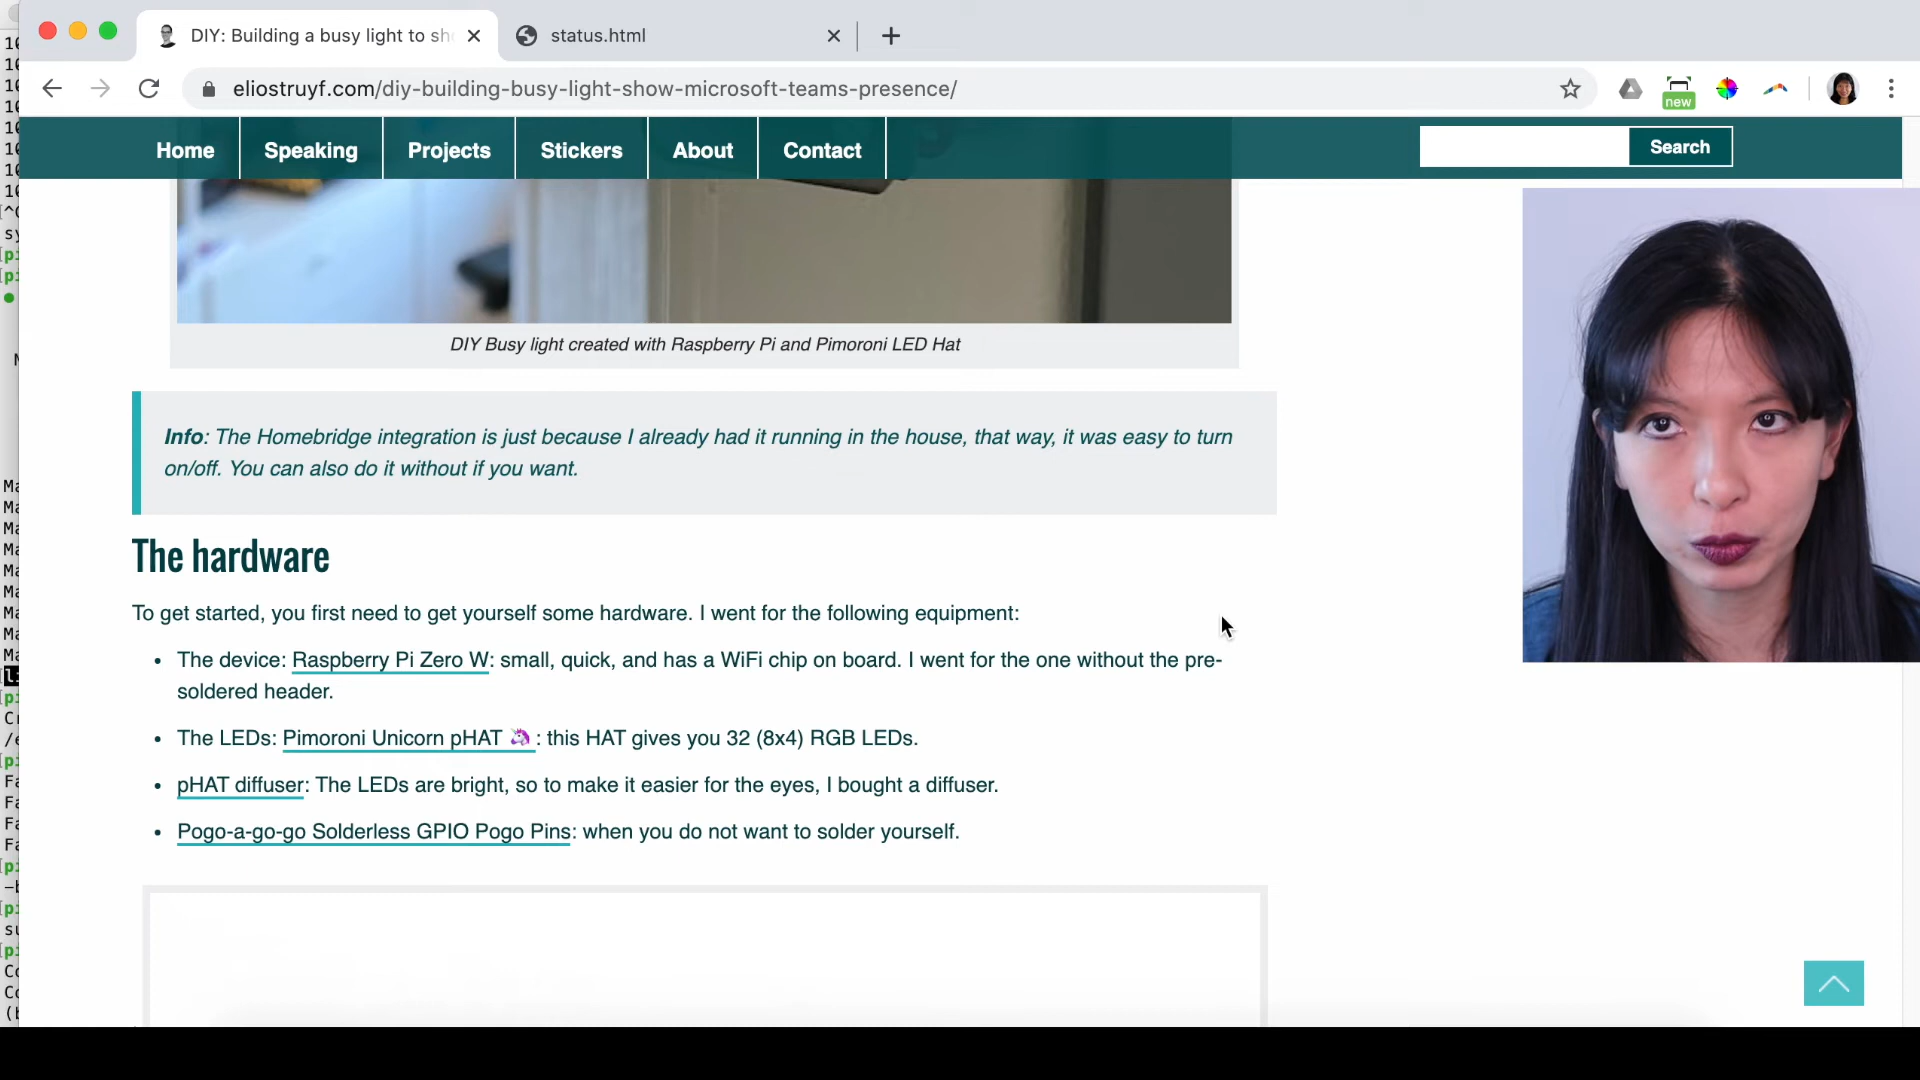 DIY: Building a busy light to sh
status.html
eliostruyf.com/diy-building-busy-light-show-microsoft-teams-presence/
new
Home
Speaking
Projects
Stickers
About
Contact
Search
DIY Busy light created with Raspberry Pi and Pimoroni LED Hat
Info: The Homebridge integration is just because I already had it running in the house, that way, it was easy to turn
on/off. You can also do it without if you want.
The hardware
To get started, you first need to get yourself some hardware. I went for the following equipment:
• The device: Raspberry Pi Zero W: small, quick, and has a WiFi chip on board. I went for the one without the pre-
soldered header.
• The LEDs: Pimoroni Unicorn pHAT 🦄 : this HAT gives you 32 (8x4) RGB LEDs.
• pHAT diffuser: The LEDs are bright, so to make it easier for the eyes, I bought a diffuser.
• Pogo-a-go-go Solderless GPIO Pogo Pins: when you do not want to solder yourself.